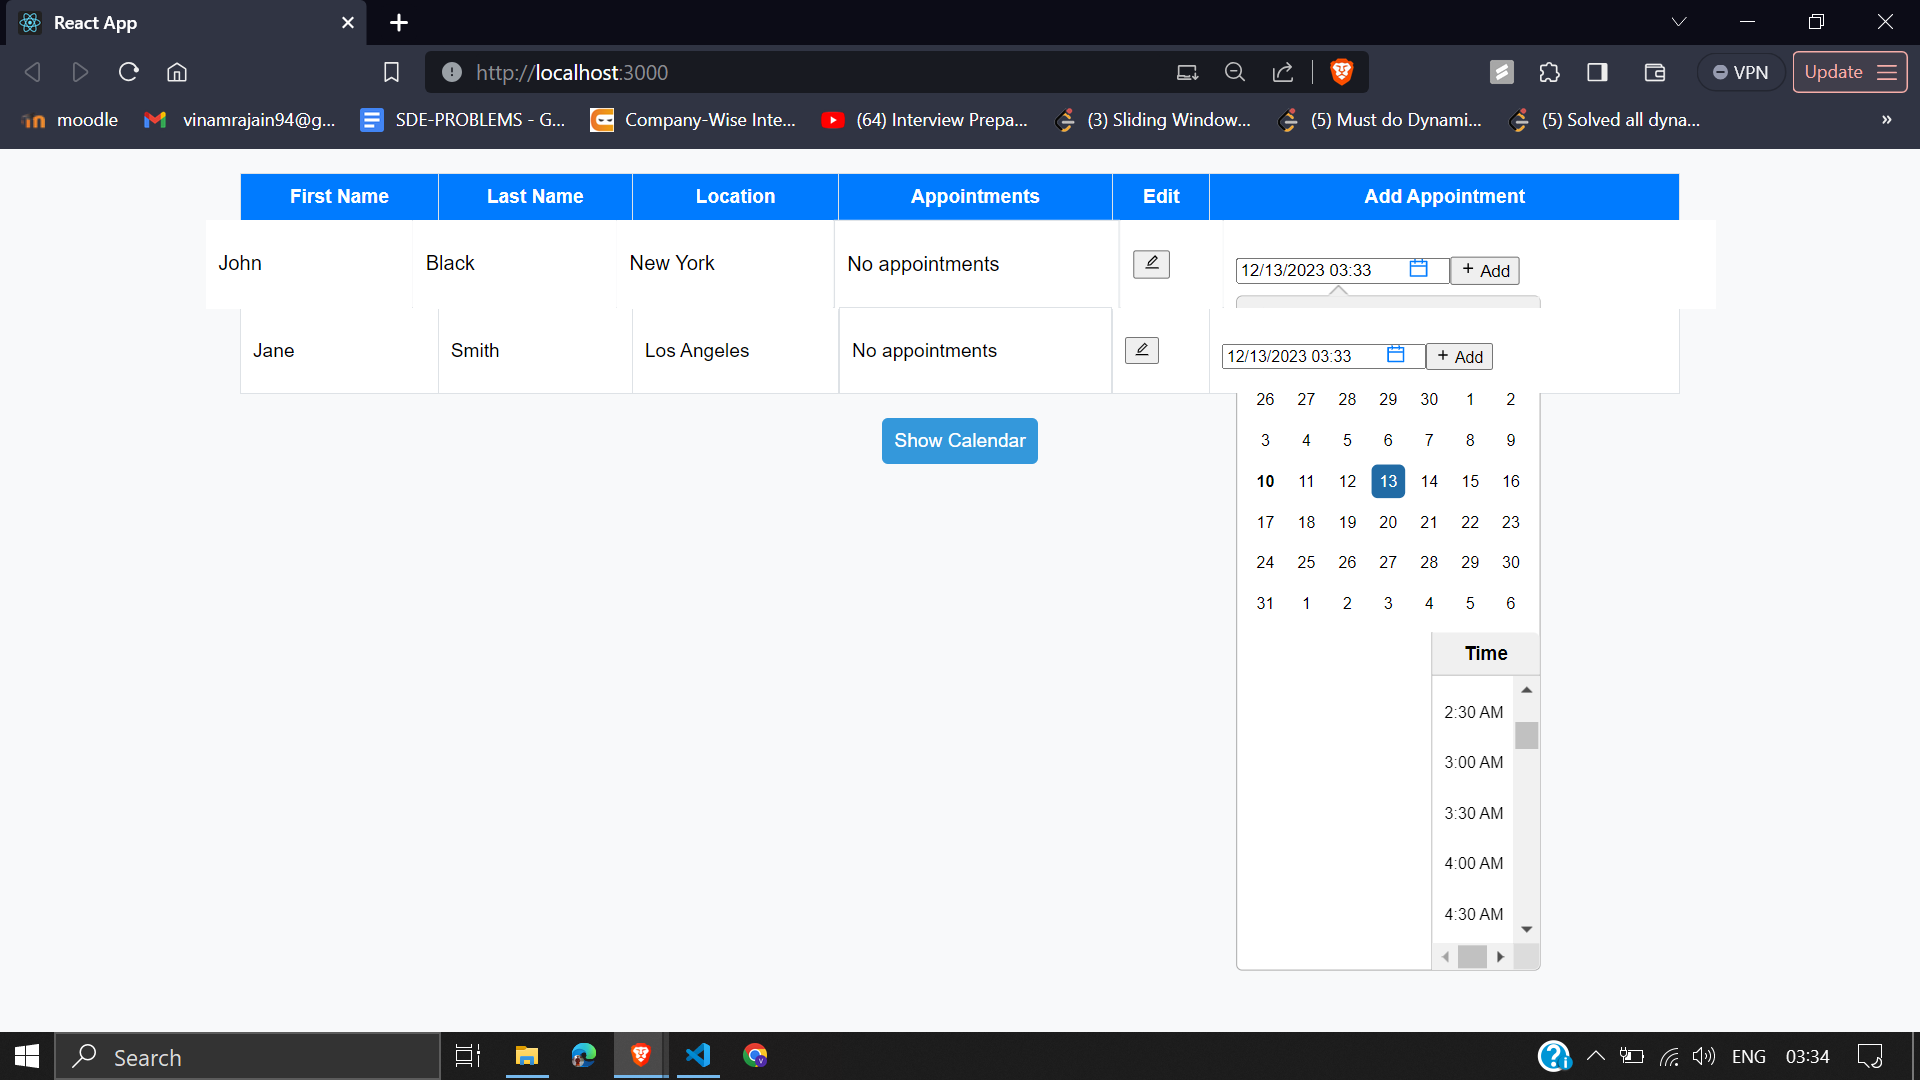 React App
http://localhost:3000
VPN
Update
moodle
vinamrajain94@g...
SDE-PROBLEMS - G...
Company-Wise Inte...
(64) Interview Prepa...
(3) Sliding Window...
(5) Must do Dynami...
(5) Solved all dyna...
»
First Name Last Name Location Appointments Edit Add Appointment
John Black New York No appointments 12/13/2023 03:33 + Add
Jane Smith Los Angeles No appointments 12/13/2023 03:33 + Add
Show Calendar
26 27 28 29 30 1 2
3 4 5 6 7 8 9
10 11 12 13 14 15 16
17 18 19 20 21 22 23
24 25 26 27 28 29 30
31 1 2 3 4 5 6
Time
2:30 AM
3:00 AM
3:30 AM
4:00 AM
4:30 AM
Search
ENG
03:34